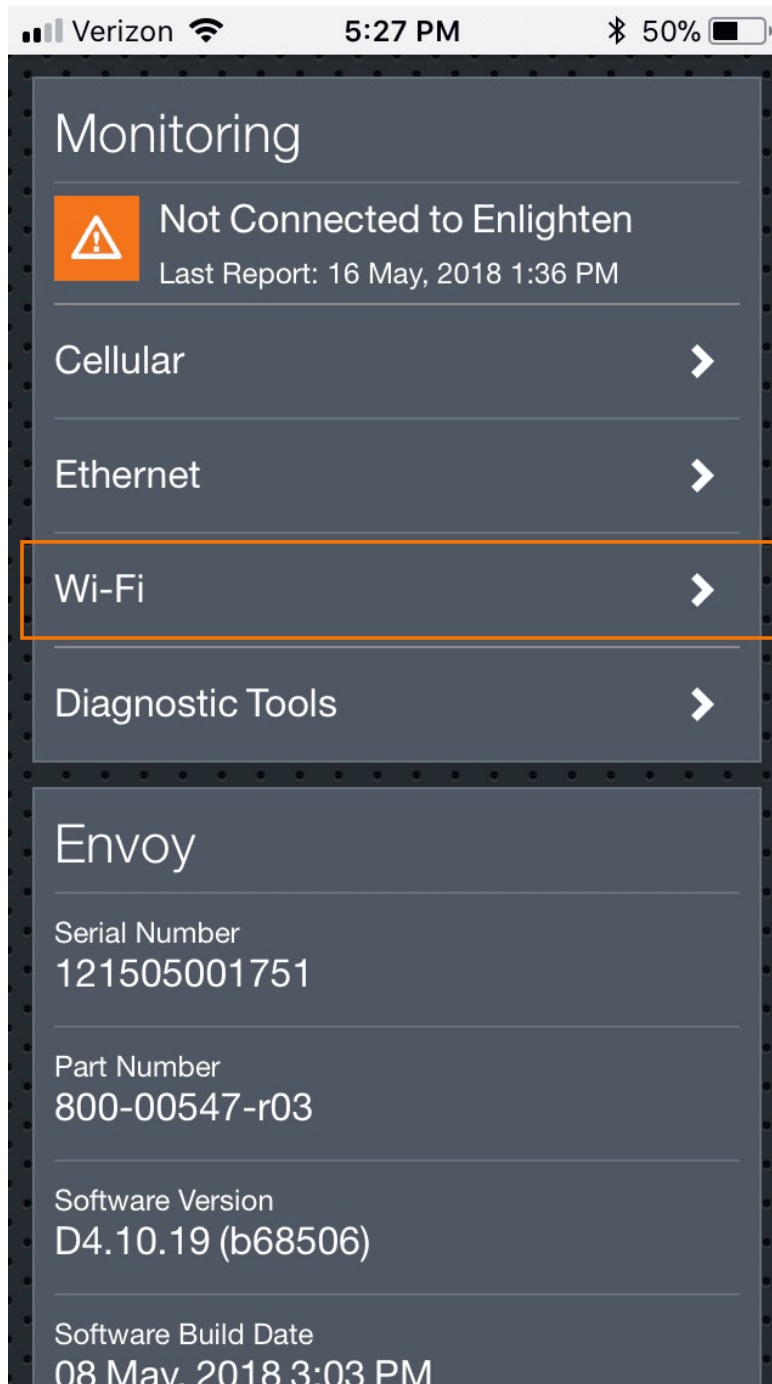 Verizon 5:27 PM 50%
Monitoring
Not Connected to Enlighten
Last Report: 16 May, 2018 1:36 PM
Cellular
Ethernet
Wi-Fi
Diagnostic Tools
Envoy
Serial Number
121505001751
Part Number
800-00547-r03
Software Version
D4.10.19 (b68506)
Software Build Date
08 May, 2018 3:03 PM